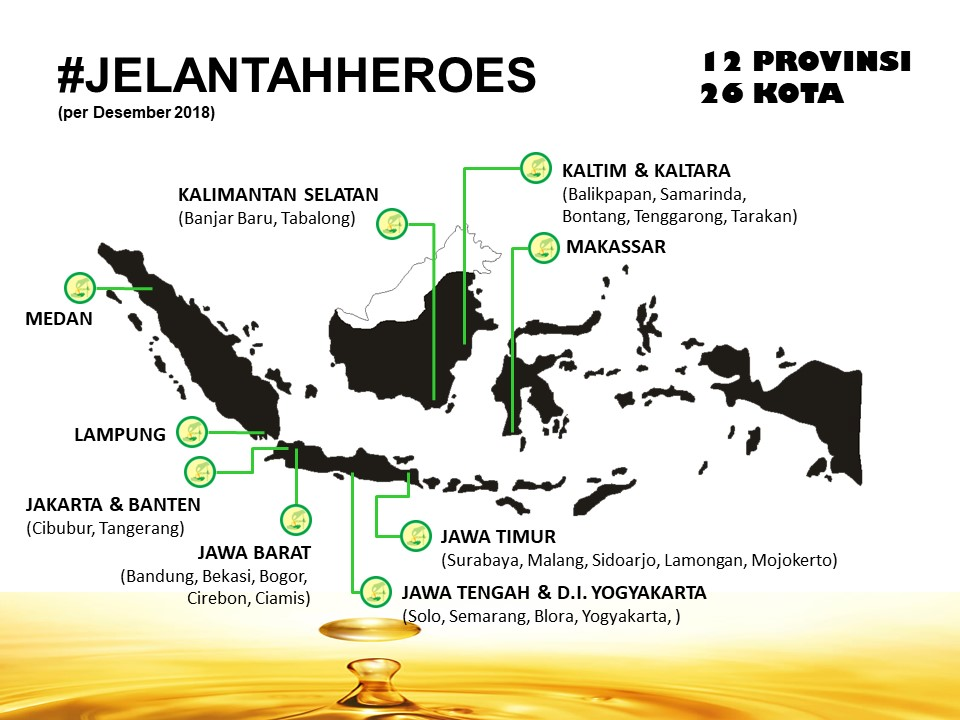 #JELANTAHHEROES
(per Desember 2018)
12 PROVINSI
26 KOTA
KALTIM & KALTARA
(Balikpapan, Samarinda,
Bontang, Tenggarong, Tarakan)
KALIMANTAN SELATAN
(Banjar Baru, Tabalong)
MAKASSAR
MEDAN
LAMPUNG
JAKARTA & BANTEN
(Cibubur, Tangerang)
JAWA BARAT
(Bandung, Bekasi, Bogor,
Cirebon, Ciamis)
JAWA TIMUR
(Surabaya, Malang, Sidoarjo, Lamongan, Mojokerto)
JAWA TENGAH & D.I. YOGYAKARTA
(Solo, Semarang, Blora, Yogyakarta, )